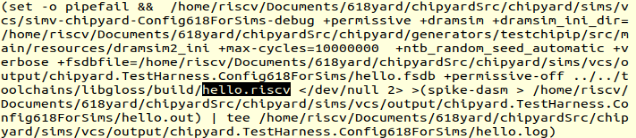 (set -o pipefail &&  /home/riscv/Documents/618yard/chipyardSrc/chipyard/sims/v
cs/simv-chipyard-Config618ForSims-debug +permissive +dramsim +dramsim_ini_dir=
/home/riscv/Documents/618yard/chipyardSrc/chipyard/generators/testchipip/src/m
ain/resources/dramsim2_ini +max-cycles=10000000  +ntb_random_seed_automatic +v
erbose +fsdbfile=/home/riscv/Documents/618yard/chipyardSrc/chipyard/sims/vcs/o
utput/chipyard.TestHarness.Config618ForSims/hello.fsdb +permissive-off ../../t
oolchains/libgloss/build/hello.riscv </dev/null 2> >(spike-dasm > /home/riscv/
Documents/618yard/chipyardSrc/chipyard/sims/vcs/output/chipyard.TestHarness.Co
nfig618ForSims/hello.out) | tee /home/riscv/Documents/618yard/chipyardSrc/chip
yard/sims/vcs/output/chipyard.TestHarness.Config618ForSims/hello.log)